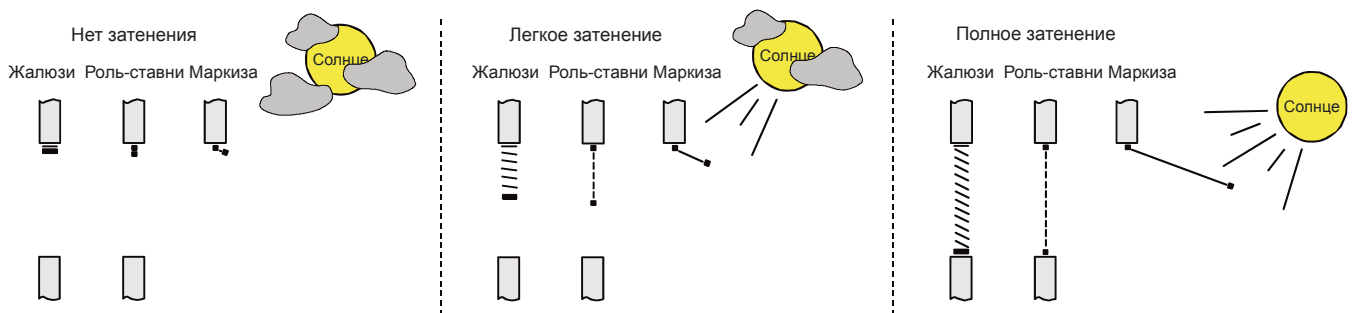 Нет затенения
Солнце
Жалюзи Роль-ставни Маркиза
Легкое затенение
Солнце
Жалюзи Роль-ставни Маркиза
Полное затенение
Жалюзи Роль-ставни Маркиза
Солнце